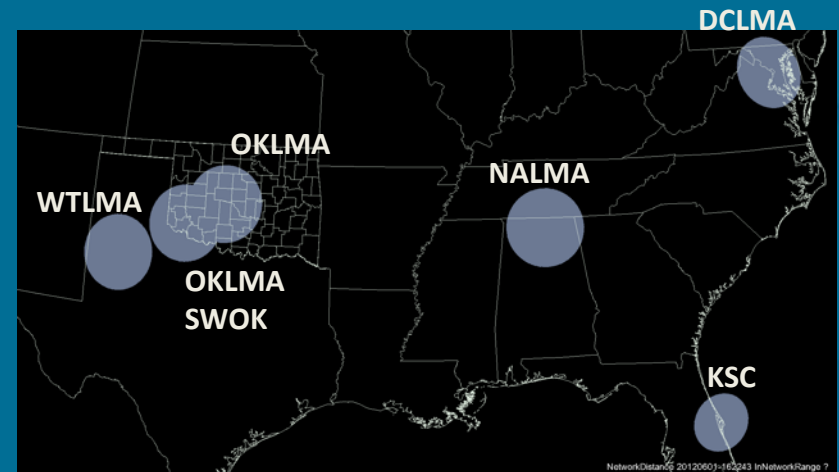 DCLMA
OKLMA
WTLMA
NALMA
OKLMA
SWOK
KSC
NetworkDistance 20120601-162243 InNetworkRange ?